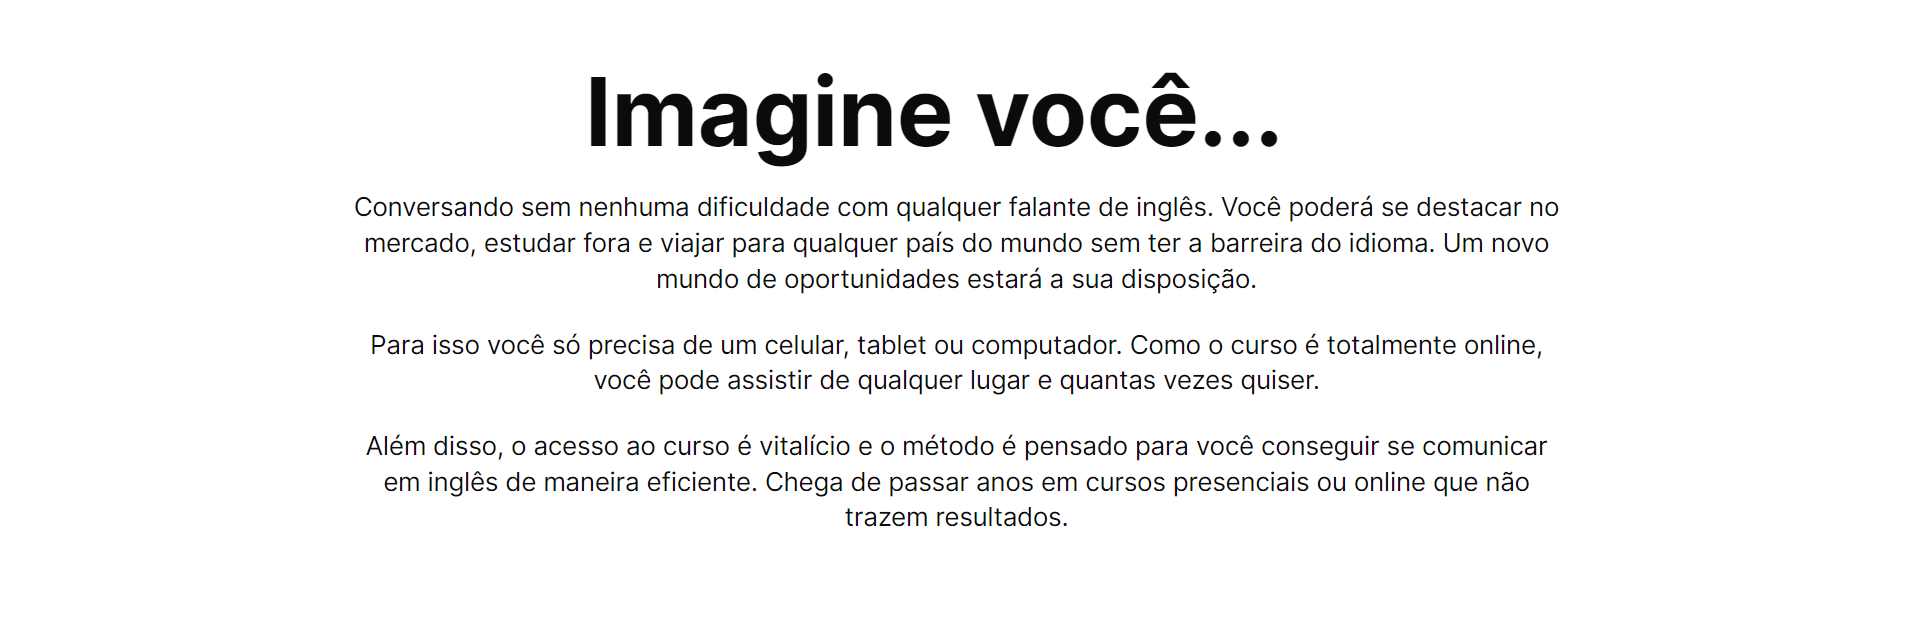 Imagine você...
Conversando sem nenhuma dificuldade com qualquer falante de inglês. Você poderá se destacar no
mercado, estudar fora e viajar para qualquer país do mundo sem ter a barreira do idioma. Um novo
mundo de oportunidades estará a sua disposição.
Para isso você só precisa de um celular, tablet ou computador. Como o curso é totalmente online,
você pode assistir de qualquer lugar e quantas vezes quiser.
Além disso, o acesso ao curso é vitalício e o método é pensado para você conseguir se comunicar
em inglês de maneira eficiente. Chega de passar anos em cursos presenciais ou online que não
trazem resultados.